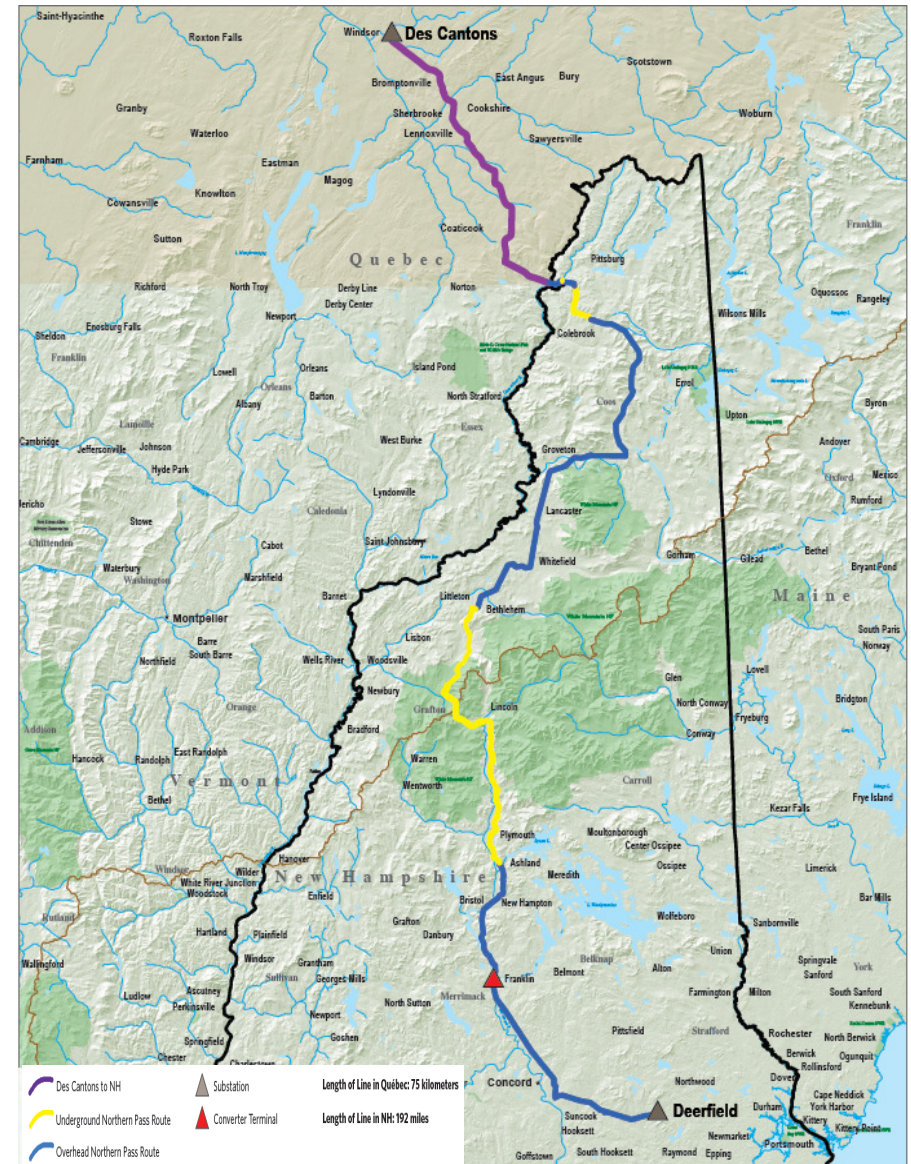 Saint-Hyacinthe
Roxton Falls
Windsor
Des Cantons
Scotstown
Bromptonville
East Angus
Bury
Granby
Sherbrooke
Cookshire
Woburn
Waterloo
Lennoxville
Sawyersville
Farnham
Eastman
Magog
Knowlton
Cowansville
Franklin
Sutton
Coaticook
Quebec
Pittsburg
Richford
North Troy
Derby Line
Norton
Oquossoc
Rangeley
Derby Center
Newport
Wilsons Mills
Enosburg Falls
Sheldon
Colebrook
Franklin
Lowell
Orleans
Island Pond
Orleans
Errol
Albany
Barton
North Stratford
Coos
Byron
Upton
Lamoille
Essex
Cambridge
Johnson
Jeffersonville
West Burke
Andover
Groveton
Hyde Park
Oxford
Mexico
Lyndonville
Rumford
Jericho
Caledonia
Lancaster
White Mountain NF
Stowe
Chittenden
Saint Johnsbury
Cabot
Gorham
Gilead
Bethel
Waterbury
Whitefield
Bryant Pond
Washington
Marshfield
Barnet
Littleton
Maine
Bethlehem
Montpelier
White Mountain NF
Lisbon
South Paris
Barre
South Barre
Norway
Northfield
Wells River
Woodsville
Lovell
Glen
Newbury
Orange
Grafton
Lincoln
North Conway
Bridgton
Fryeburg
Addison
Bradford
Conway
Hancock
Randolph
East Randolph
Warren
Vermont
Wentworth
White Mountain NF
Carroll
Frye Island
Bethel
Kezar Falls
Plymouth
Moultonborough
Center Ossipee
Hanover
Ashland
Ossipee
Limerick
Windsor
Wilder
Meredith
White River Junction
New Hampshire
Woodstock
Enfield
Bristol
New Hampton
Bar Mills
Rutland
Wolfeboro
Grafton
Sanbornville
Hartland
Plainfield
Danbury
Union
Wallingford
Windsor
Grantham
Belknap
Springvale
York
Sullivan
Georges Mills
Franklin
Belmont
Alton
Sanford
Ascutney
Ludlow
Perkinsville
North Sutton
Merrimack
Farmington
Milton
South Sanford
Kennebunk
Newport
Pittsfield
Strafford
Rochester
North Berwick
Springfield
Goshen
Berwick
Ogunquit
Chester
Charlestown
Rollinsford
Concord
Northwood
Dover
Cape Neddick
Deerfield
Durham
York Harbor
Suncook
Kittery
Kittery Point
Hooksett
Newmarket
Portsmouth
Goffstown
South Hooksett
Raymond
Epping
Des Cantons to NH
Substation
Length of Line in Québec: 75 kilometers
Underground Northern Pass Route
Converter Terminal
Length of Line in NH: 192 miles
Overhead Northern Pass Route